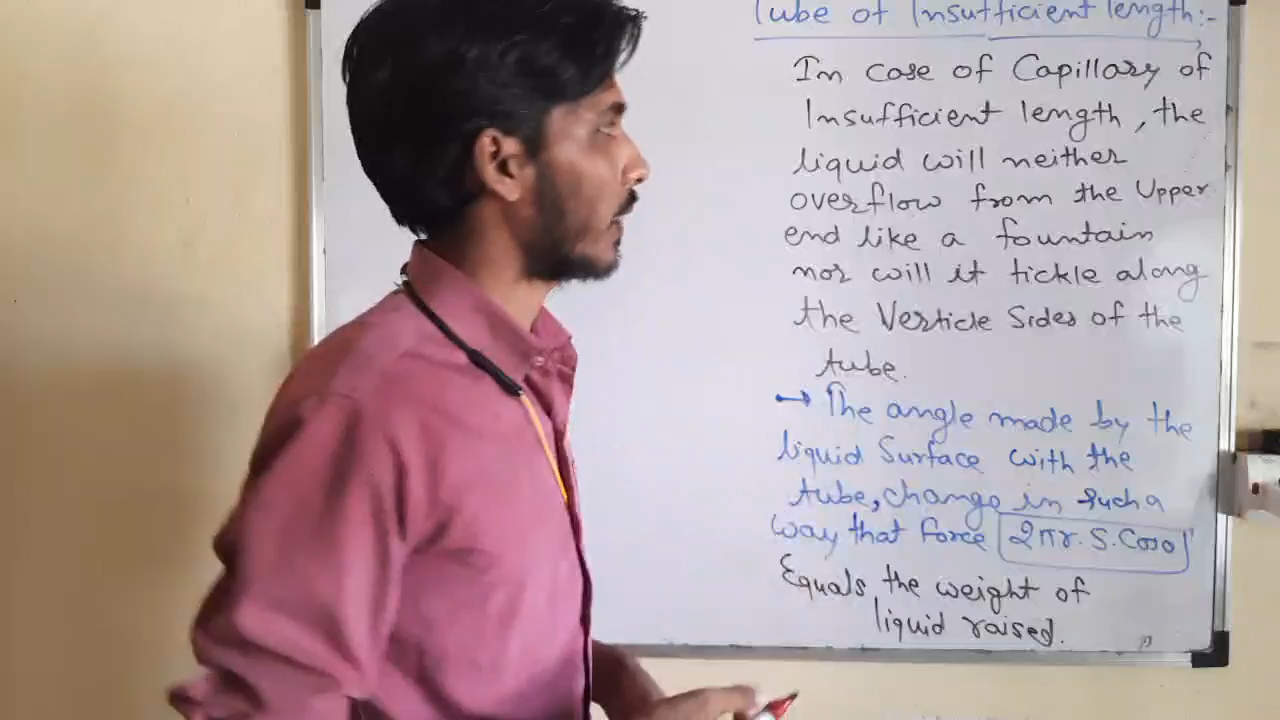 Tube of Insufficient length:-
In case of Capillary of
Insufficient length, the
liquid will neither
overflow from the Upper
end like a fountain
nor will it tickle along
the Verticle Sides of the
tube.
→ The angle made by the
liquid Surface with the
tube, change in such a
way that force 2πr. S. Cosθ
Equals the weight of
liquid raised.